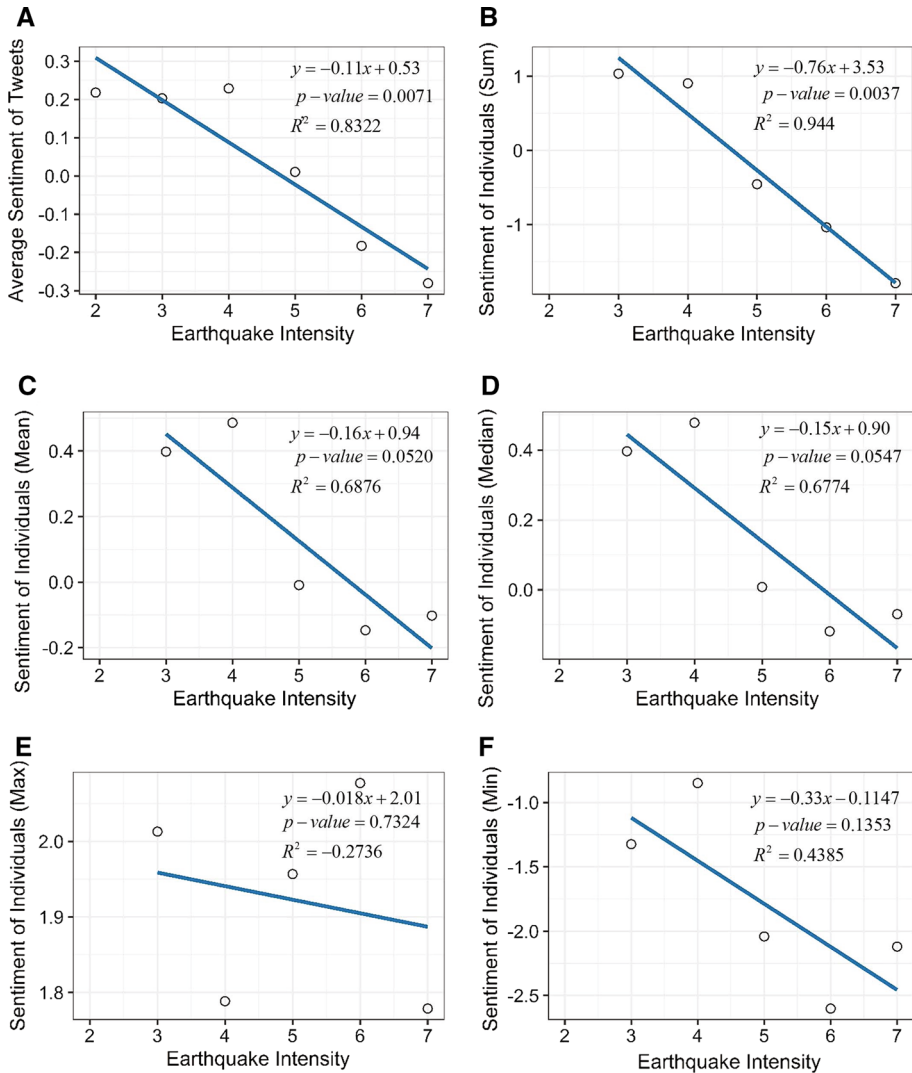 A
Average Sentiment of Tweets
0.3
0.2
0.1
0.0
-0.1
-0.2
-0.3
y = −0.11x + 0.53
p − value = 0.0071
R² = 0.8322
2 3 4 5 6 7
Earthquake Intensity
B
Sentiment of Individuals (Sum)
1
0
-1
y = −0.76x + 3.53
p − value = 0.0037
R² = 0.944
2 3 4 5 6 7
Earthquake Intensity
C
Sentiment of Individuals (Mean)
0.4
0.2
0.0
-0.2
y = −0.16x + 0.94
p − value = 0.0520
R² = 0.6876
2 3 4 5 6 7
Earthquake Intensity
D
Sentiment of Individuals (Median)
0.4
0.2
0.0
y = −0.15x + 0.90
p − value = 0.0547
R² = 0.6774
2 3 4 5 6 7
Earthquake Intensity
E
Sentiment of Individuals (Max)
2.0
1.9
1.8
y = −0.018x + 2.01
p − value = 0.7324
R² = −0.2736
2 3 4 5 6 7
Earthquake Intensity
F
Sentiment of Individuals (Min)
-1.0
-1.5
-2.0
-2.5
y = −0.33x − 0.1147
p − value = 0.1353
R² = 0.4385
2 3 4 5 6 7
Earthquake Intensity